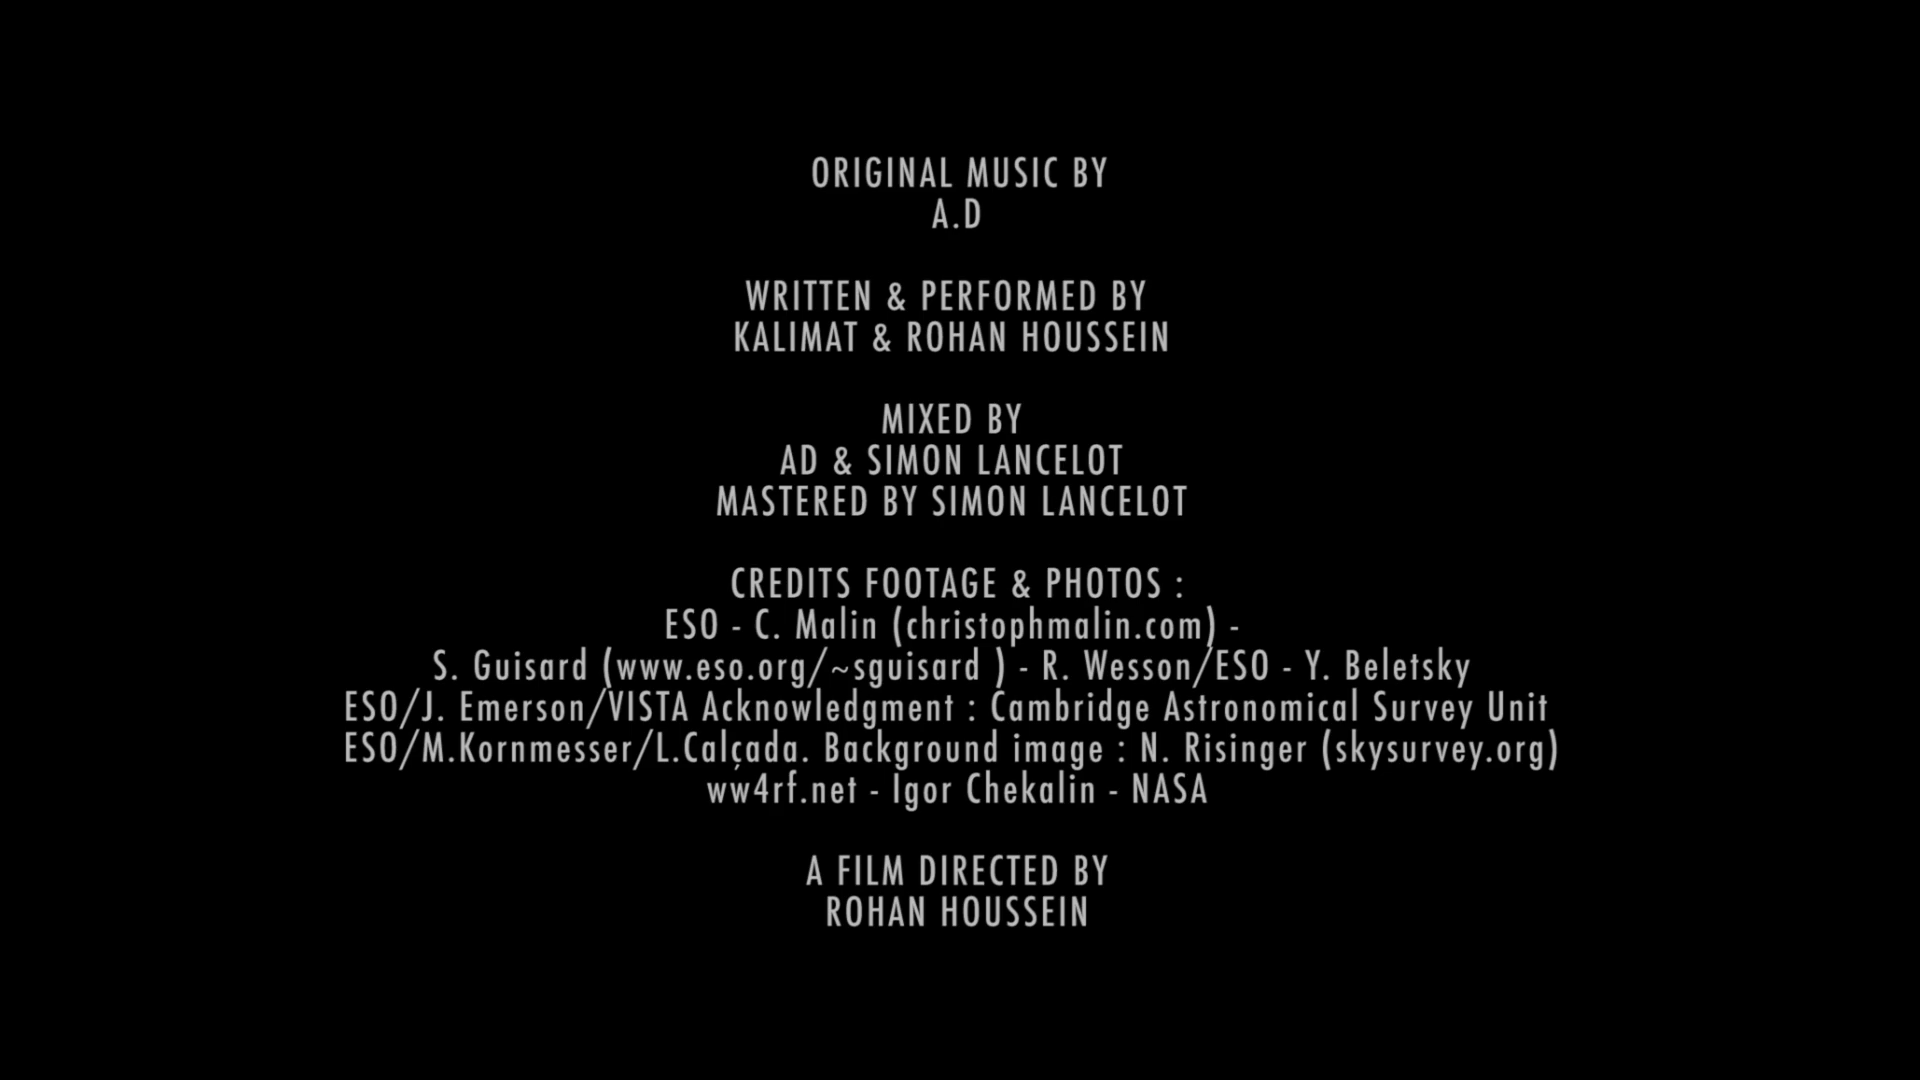 ORIGINAL MUSIC BY
A.D
WRITTEN & PERFORMED BY
KALIMAT & ROHAN HOUSSEIN
MIXED BY
AD & SIMON LANCELOT
MASTERED BY SIMON LANCELOT
CREDITS FOOTAGE & PHOTOS :
ESO - C. Malin (christophmalin.com) -
S. Guisard (www.eso.org/~sguisard ) - R. Wesson/ESO - Y. Beletsky
ESO/J. Emerson/VISTA Acknowledgment : Cambridge Astronomical Survey Unit
ESO/M.Kornmesser/L.Calçada. Background image : N. Risinger (skysurvey.org)
ww4rf.net - Igor Chekalin - NASA
A FILM DIRECTED BY
ROHAN HOUSSEIN